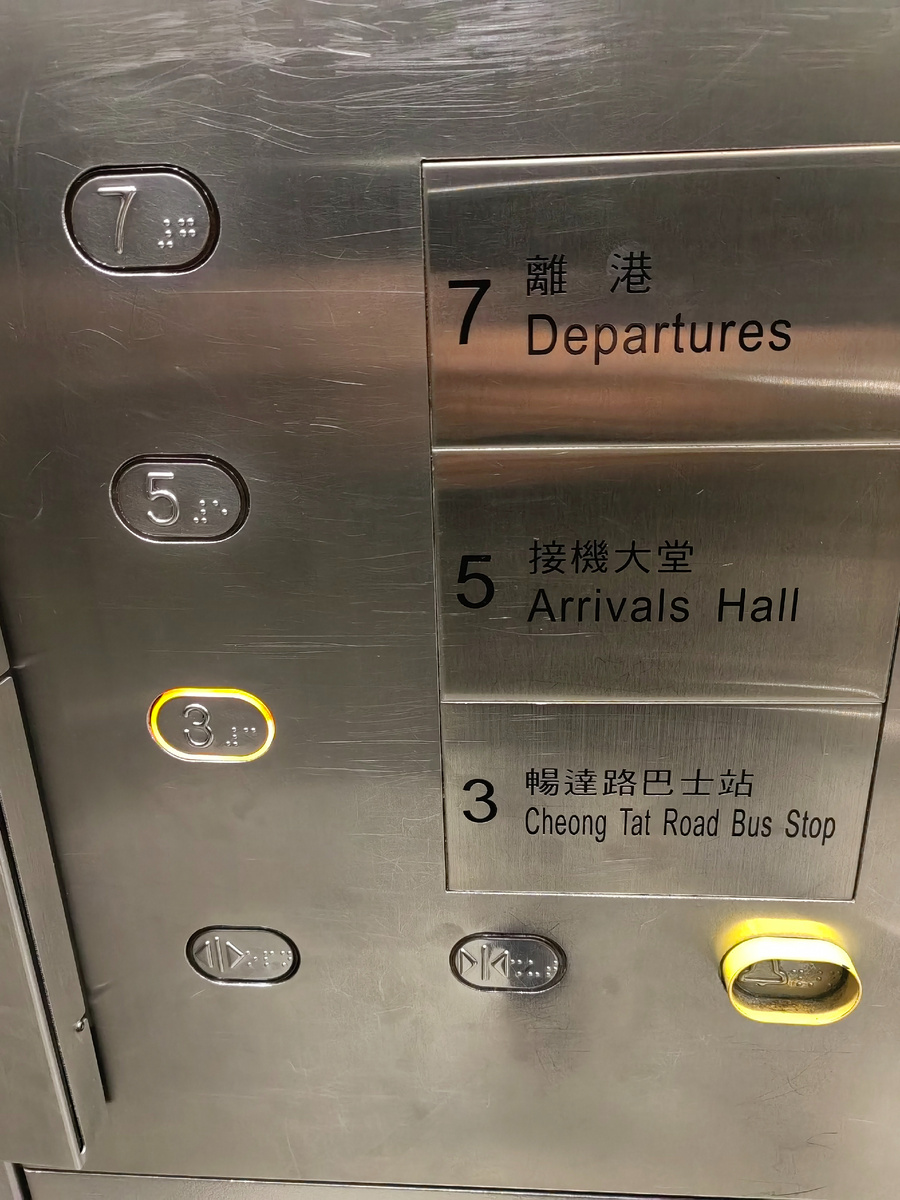 7
7 離 港
Departures
5
5 接機大堂
Arrivals Hall
3
3 暢達路巴士站
Cheong Tat Road Bus Stop